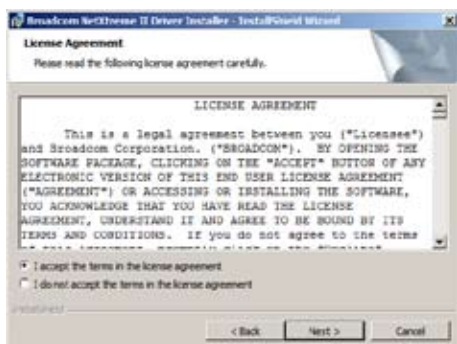 Broadcom NetXtreme II Driver Installer - InstallShield Wizard
License Agreement
Please read the following license agreement carefully.
LICENSE AGREEMENT
This is a legal agreement between you ("Licensee")
and Broadcom Corporation. ("BROADCOM"). BY OPENING THE
SOFTWARE PACKAGE, CLICKING ON THE "ACCEPT" BUTTON OF ANY
ELECTRONIC VERSION OF THIS END USER LICENSE AGREEMENT
("AGREEMENT") OR ACCESSING OR INSTALLING THE SOFTWARE,
YOU ACKNOWLEDGE THAT YOU HAVE READ THE LICENSE
AGREEMENT, UNDERSTAND IT AND AGREE TO BE BOUND BY ITS
TERMS AND CONDITIONS. If you do not agree to the terms
I accept the terms in the license agreement
I do not accept the terms in the license agreement
InstallShield
< Back
Next >
Cancel